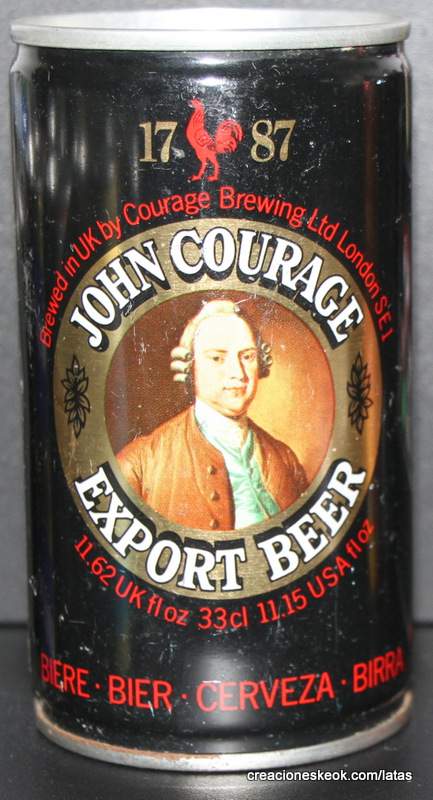 17 87
Brewed in UK by Courage Brewing Ltd London SE1
JOHN COURAGE
EXPORT BEER
11.62 UK fl oz 33cl 11.15 USA fl oz
BIERE · BIER · CERVEZA · BIRRA
creacioneskeok.com/latas